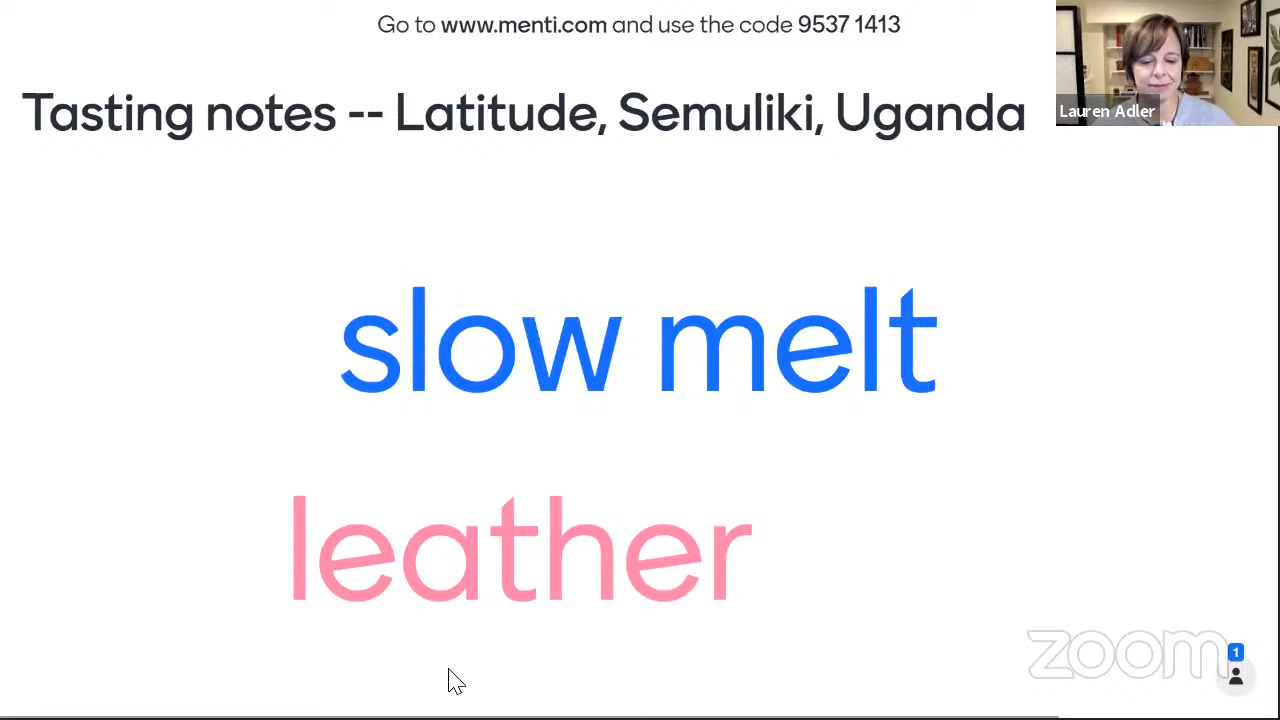 Go to www.menti.com and use the code 9537 1413
Tasting notes -- Latitude, Semuliki, Uganda
Lauren Adler
slow melt
leather
zoom
1